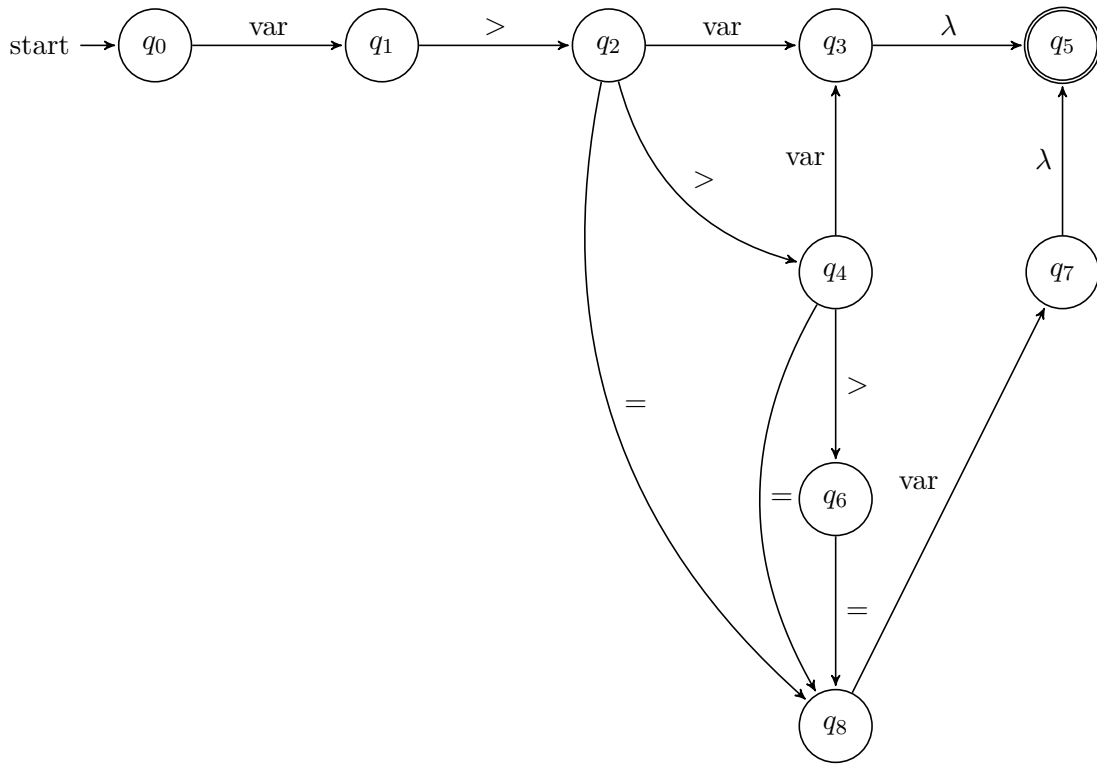 start q0 var q1 > q2 var q3 λ q5
var > λ
q4 q7
= >
var = q6
=
q8